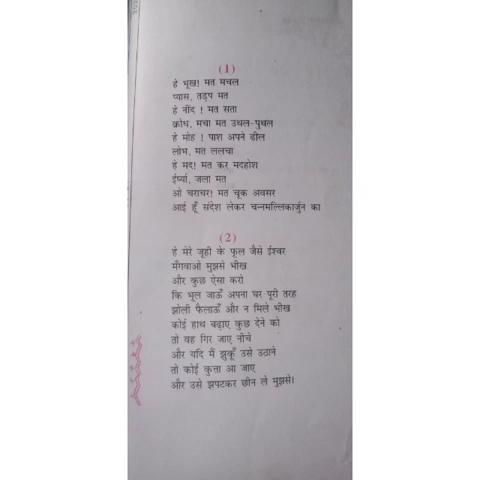 (1)
हे भूख! मत मचल
प्यास, तड़प मत
हे नींद ! मत सता
क्रोध, मचा मत उथल-पुथल
हे मोह ! पाश अपने ढील
लोभ, मत ललचा
हे मद! मत कर मदहोश
ईर्ष्या, जला मत
ओ चराचर! मत चूक अवसर
आई हूँ संदेश लेकर चन्नमल्लिकार्जुन का
(2)
हे मेरे जूही के फूल जैसे ईश्वर
मँगवाओ मुझसे भीख
और कुछ ऐसा करो
कि भूल जाऊँ अपना घर पूरी तरह
झोली फैलाऊँ और न मिले भीख
कोई हाथ बढ़ाए कुछ देने को
तो वह गिर जाए नीचे
और यदि मैं झुकूँ उसे उठाने
तो कोई कुत्ता आ जाए
और उसे झपटकर छीन ले मुझसे।